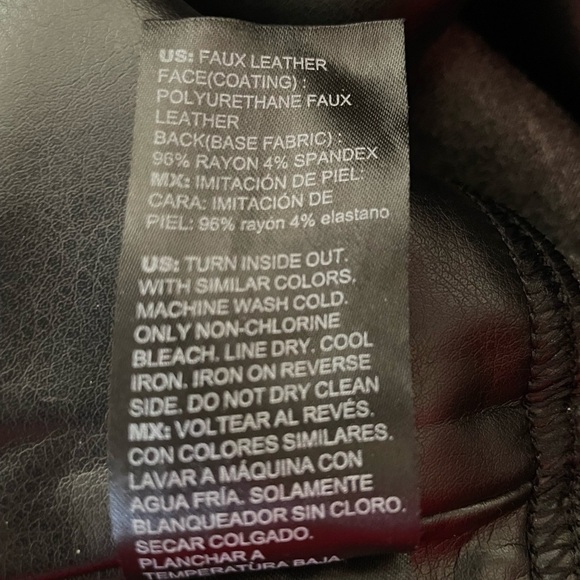 US: FAUX LEATHER
FACE(COATING) :
POLYURETHANE FAUX
LEATHER
BACK(BASE FABRIC) :
96% RAYON 4% SPANDEX
MX: IMITACIÓN DE PIEL:
CARA: IMITACIÓN DE
PIEL: 96% rayón 4% elastano
US: TURN INSIDE OUT.
WITH SIMILAR COLORS.
MACHINE WASH COLD.
ONLY NON-CHLORINE
BLEACH. LINE DRY. COOL
IRON. IRON ON REVERSE
SIDE. DO NOT DRY CLEAN
MX: VOLTEAR AL REVÉS.
CON COLORES SIMILARES.
LAVAR A MÁQUINA CON
AGUA FRÍA. SOLAMENTE
BLANQUEADOR SIN CLORO.
SECAR COLGADO.
PLANCHAR A
TEMPERATURA BAJA